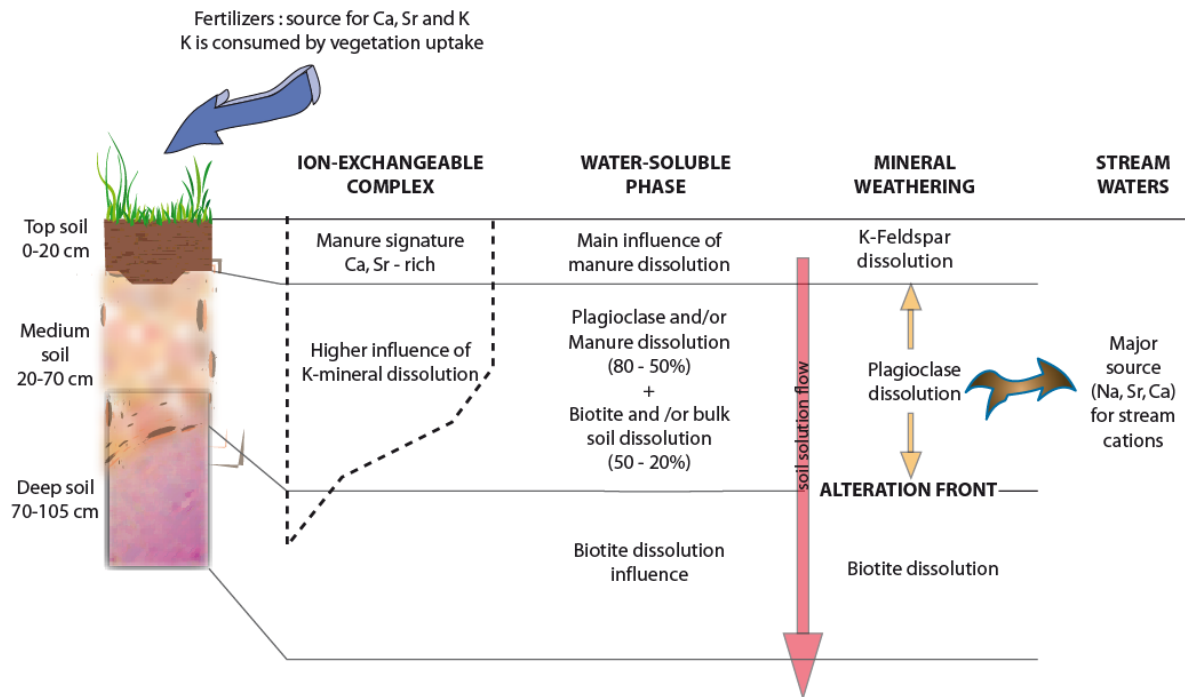 Fertilizers : source for Ca, Sr and K
K is consumed by vegetation uptake
ION-EXCHANGEABLE
COMPLEX
WATER-SOLUBLE
PHASE
MINERAL
WEATHERING
STREAM
WATERS
Top soil
0-20 cm
Manure signature
Ca, Sr - rich
Main influence of
manure dissolution
K-Feldspar
dissolution
Medium
soil
20-70 cm
Higher influence of
K-mineral dissolution
Plagioclase and/or
Manure dissolution
(80 - 50%)
+
Biotite and /or bulk
soil dissolution
(50 - 20%)
soil solution flow
Plagioclase
dissolution
Major
source
(Na, Sr, Ca)
for stream
cations
ALTERATION FRONT
Deep soil
70-105 cm
Biotite dissolution
influence
Biotite dissolution